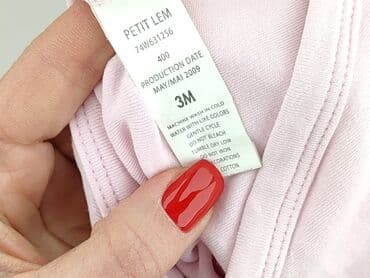 PETIT LEM
74W631256
400
PRODUCTION DATE
MAY/MAI 2009
3M
MACHINE WASH IN COLD
WATER WITH LIKE COLORS
GENTLE CYCLE
DO NOT BLEACH
TUMBLE DRY LOW
DO NOT IRON
DECORATIONS
COTTON